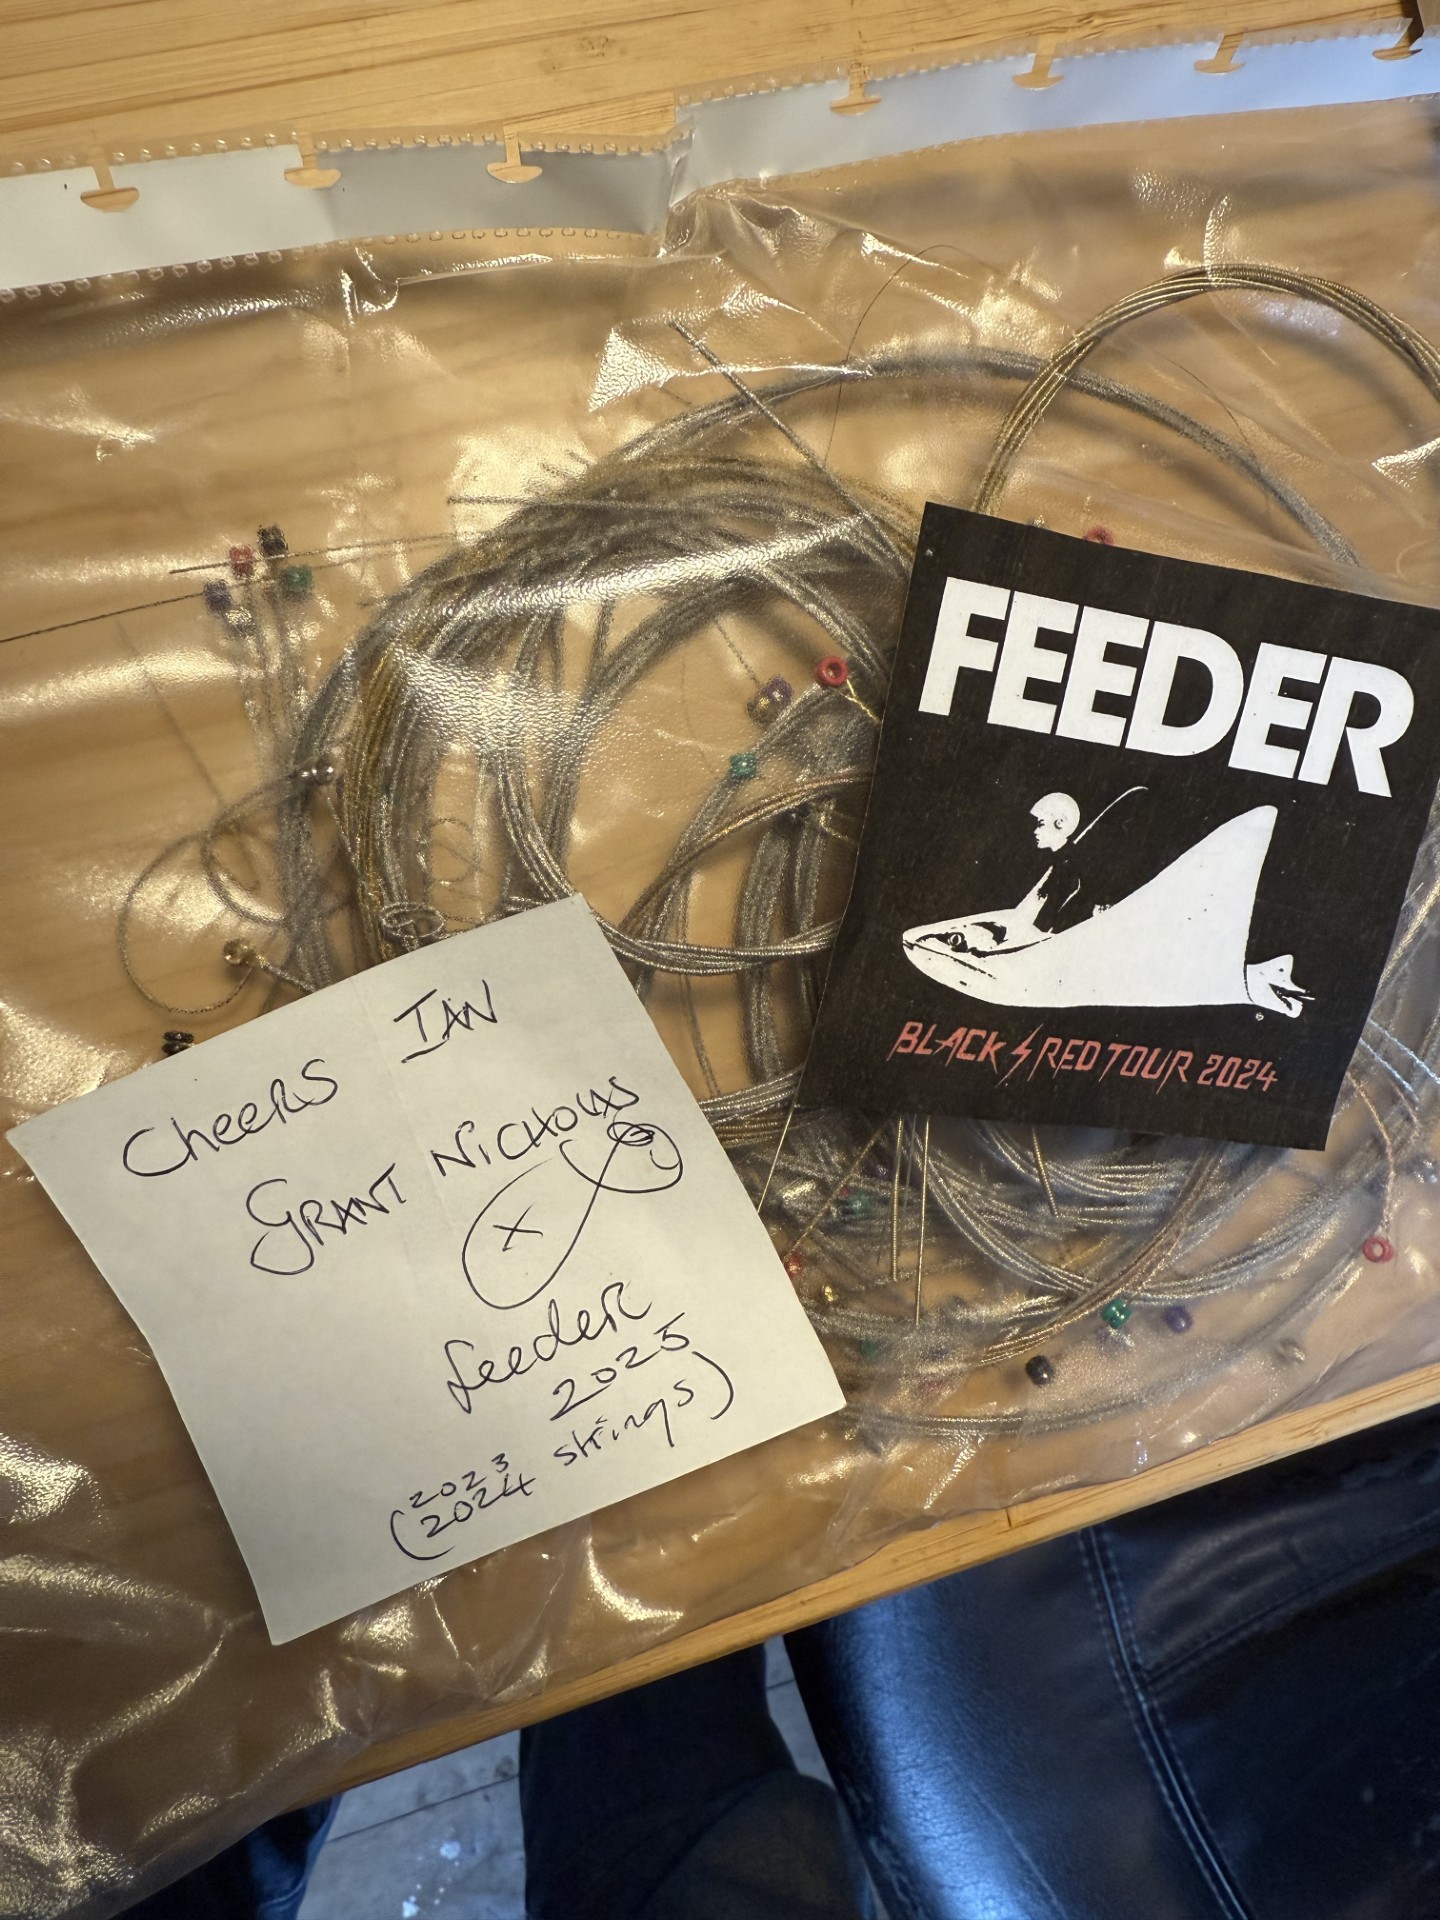 FEEDER
BLACK RED TOUR 2024
Cheers IAN
GRANT NICHOLAS
X
feeder
2025
(2023
2024 strings)